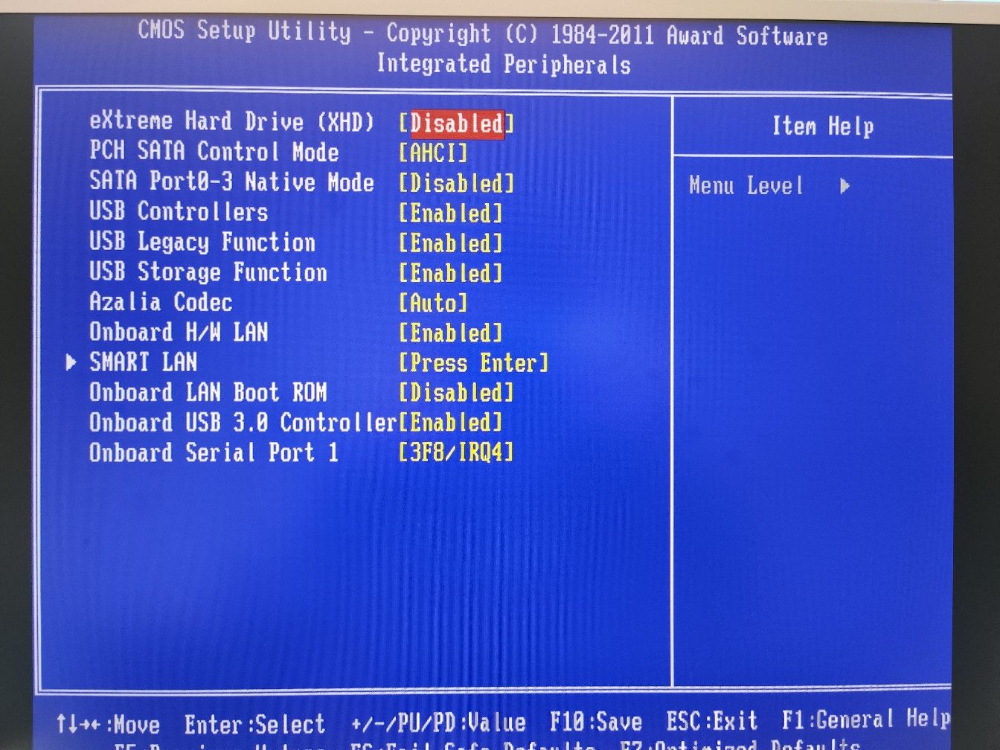 CMOS Setup Utility - Copyright (C) 1984-2011 Award Software
Integrated Peripherals
eXtreme Hard Drive (XHD) [Disabled]
PCH SATA Control Mode [AHCI]
SATA Port0-3 Native Mode [Disabled]
USB Controllers [Enabled]
USB Legacy Function [Enabled]
USB Storage Function [Enabled]
Azalia Codec [Auto]
Onboard H/W LAN [Enabled]
▶ SMART LAN [Press Enter]
Onboard LAN Boot ROM [Disabled]
Onboard USB 3.0 Controller[Enabled]
Onboard Serial Port 1 [3F8/IRQ4]
Item Help
Menu Level ▶
↑↓→←:Move Enter:Select +/-/PU/PD:Value F10:Save ESC:Exit F1:General Help
F5:Previous Values F6:Fail-Safe Defaults F7:Optimized Defaults